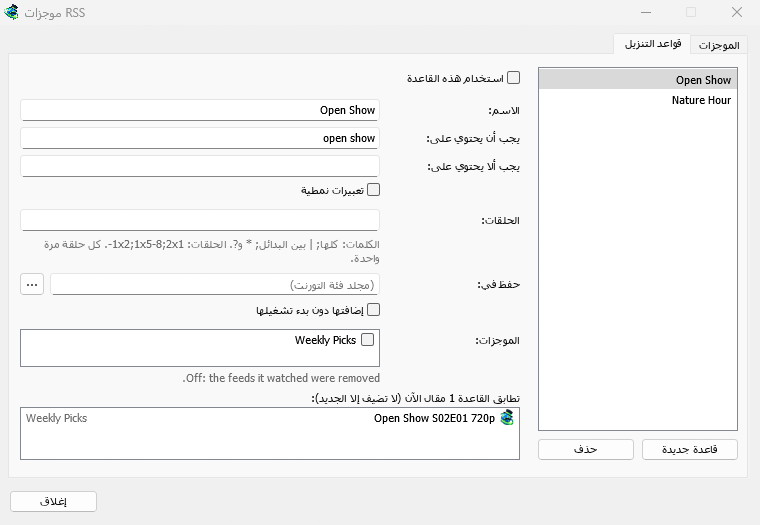 موجزات RSS
الموجزات
قواعد التنزيل
Open Show
Nature Hour
قاعدة جديدة
حذف
استخدام هذه القاعدة
الاسم:
Open Show
يجب أن يحتوي على:
open show
يجب ألا يحتوي على:
تعبيرات نمطية
الحلقات:
الكلمات: كلها; | بين البدائل; * و?. الحلقات: 1x2;1x5-8;2x1-. كل حلقة مرة
واحدة.
حفظ في:
(مجلد فئة التورنت)
...
إضافتها دون بدء تشغيلها
الموجزات:
Weekly Picks
Off: the feeds it watched were removed.
تطابق القاعدة 1 مقال الآن (لا تضيف إلا الجديد):
Open Show S02E01 720p
Weekly Picks
إغلاق